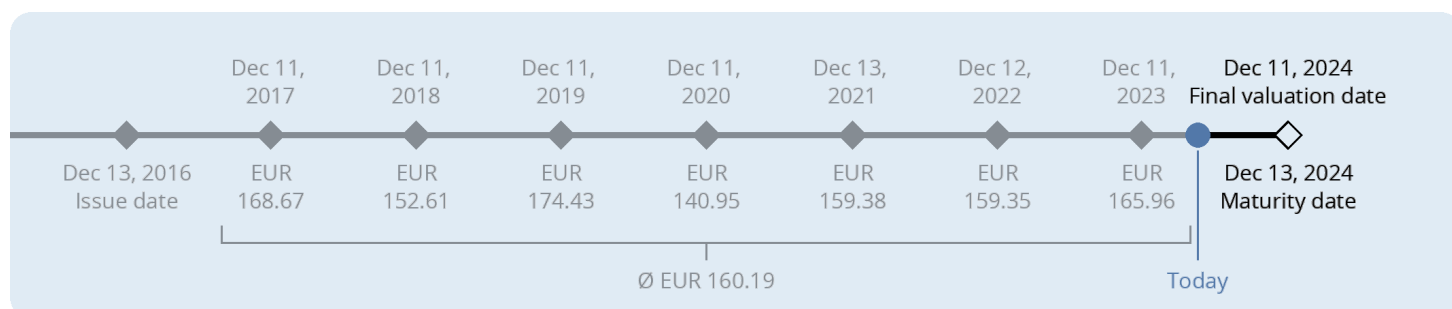 Dec 11,
2017
Dec 11,
2018
Dec 11,
2019
Dec 11,
2020
Dec 13,
2021
Dec 12,
2022
Dec 11,
2023
Dec 11, 2024
Final valuation date
Dec 13, 2016
Issue date
EUR
168.67
EUR
152.61
EUR
174.43
EUR
140.95
EUR
159.38
EUR
159.35
EUR
165.96
Dec 13, 2024
Maturity date
Ø EUR 160.19
Today